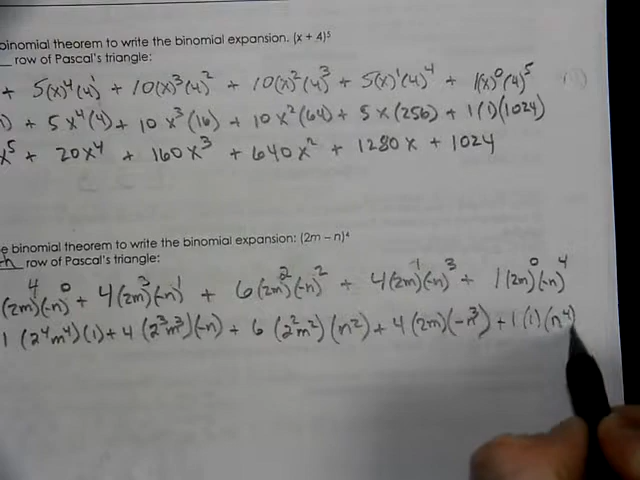 binomial theorem to write the binomial expansion. (x + 4)⁵
__ row of Pascal's triangle:
+ 5(x)⁴(4)¹ + 10(x)³(4)² + 10(x)²(4)³ + 5(x)¹(4)⁴ + 1(x)⁰(4)⁵
) + 5x⁴(4) + 10x³(16) + 10x²(64) + 5x(256) + 1(1)(1024)
x⁵ + 20x⁴ + 160x³ + 640x² + 1280x + 1024
e binomial theorem to write the binomial expansion: (2m – n)⁴
th row of Pascal's triangle:
(2m)⁴(-n)⁰ + 4(2m)³(-n)¹ + 6(2m)²(-n)² + 4(2m)¹(-n)³ + 1(2m)⁰(-n)⁴
1(2⁴m⁴)(1) + 4(2³m³)(-n) + 6(2²m²)(n²) + 4(2m)(-n³) + 1(1)(n⁴)